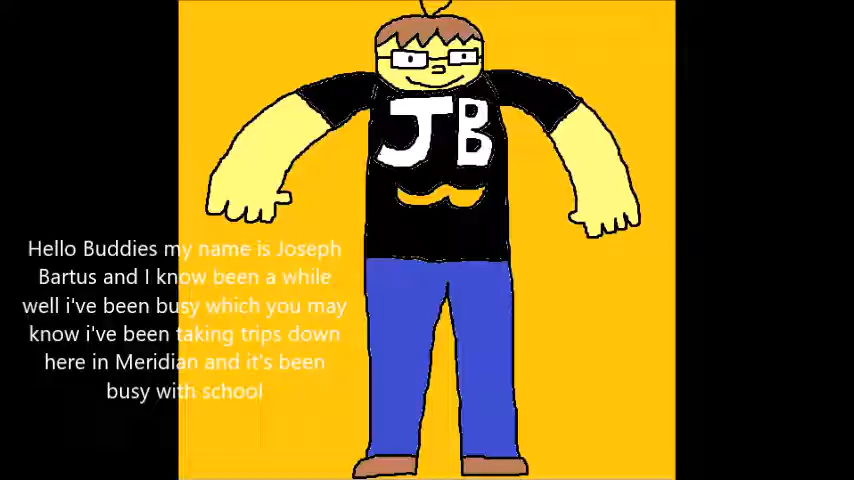 JB
Hello Buddies my name is Joseph
Bartus and I know been a while
well i've been busy which you may
know i've been taking trips down
here in Meridian and it's been
busy with school